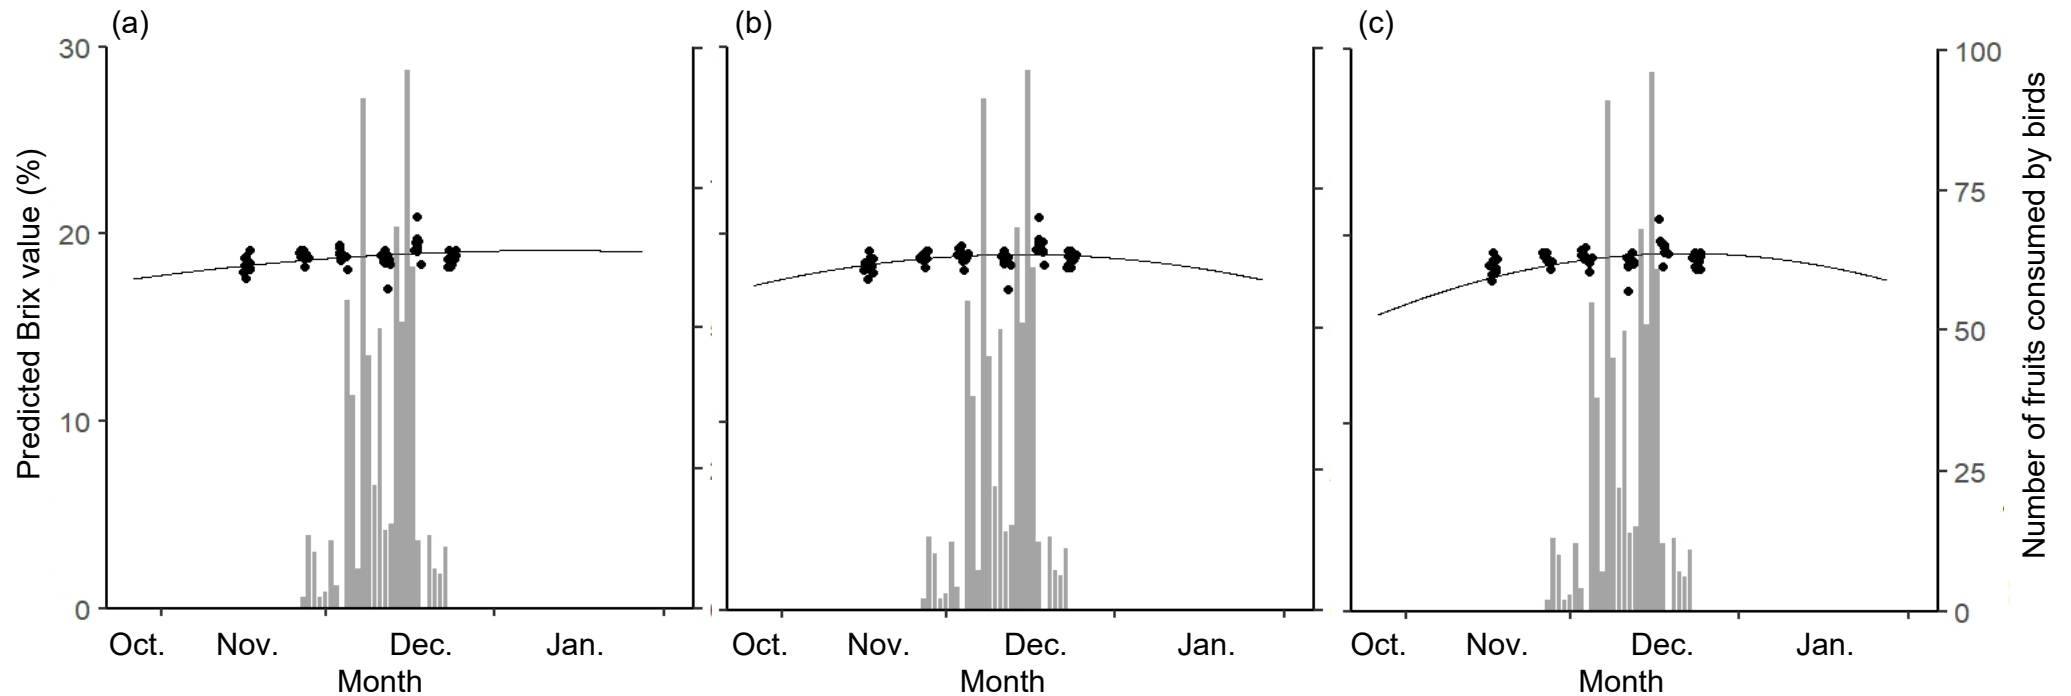 (a)
(b)
(c)
Predicted Brix value (%)
30
20
10
0
100
75
50
25
0
Number of fruits consumed by birds
Oct. Nov. Dec. Jan.
Oct. Nov. Dec. Jan.
Oct. Nov. Dec. Jan.
Month
Month
Month